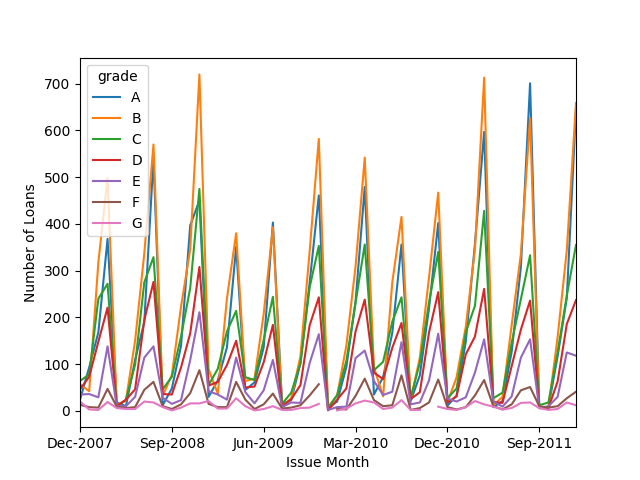 700
600
500
400
300
200
100
0
Number of Loans
grade
A
B
C
D
E
F
G
Dec-2007 Sep-2008 Jun-2009 Mar-2010 Dec-2010 Sep-2011
Issue Month